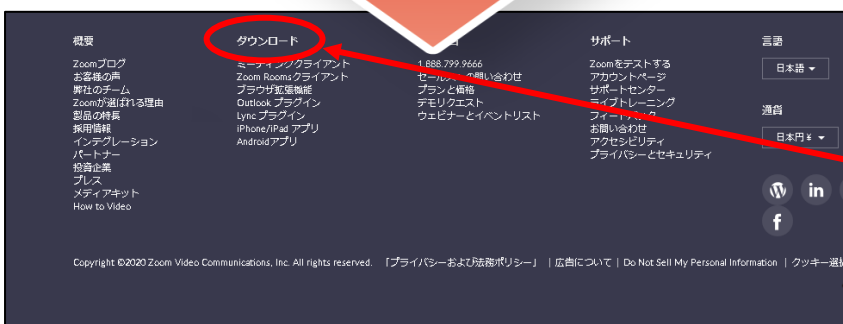 概要
Zoomブログ
お客様の声
弊社のチーム
Zoomが選ばれる理由
製品の特長
採用情報
インテグレーション
パートナー
投資企業
プレス
メディアキット
How to Video
ダウンロード
ミーティングクライアント
Zoom Roomsクライアント
ブラウザ拡張機能
Outlook プラグイン
Lync プラグイン
iPhone/iPad アプリ
Androidアプリ
1.888.799.9666
セールスへの問い合わせ
プランと価格
デモリクエスト
ウェビナーとイベントリスト
サポート
Zoomをテストする
アカウントページ
サポートセンター
ライブトレーニング
フィードバック
お問い合わせ
アクセシビリティ
プライバシーとセキュリティ
言語
日本語
通貨
日本円 ¥
in
f
Copyright ©2020 Zoom Video Communications, Inc. All rights reserved. 「プライバシーおよび法務ポリシー」 | 広告について | Do Not Sell My Personal Information | クッキー選択